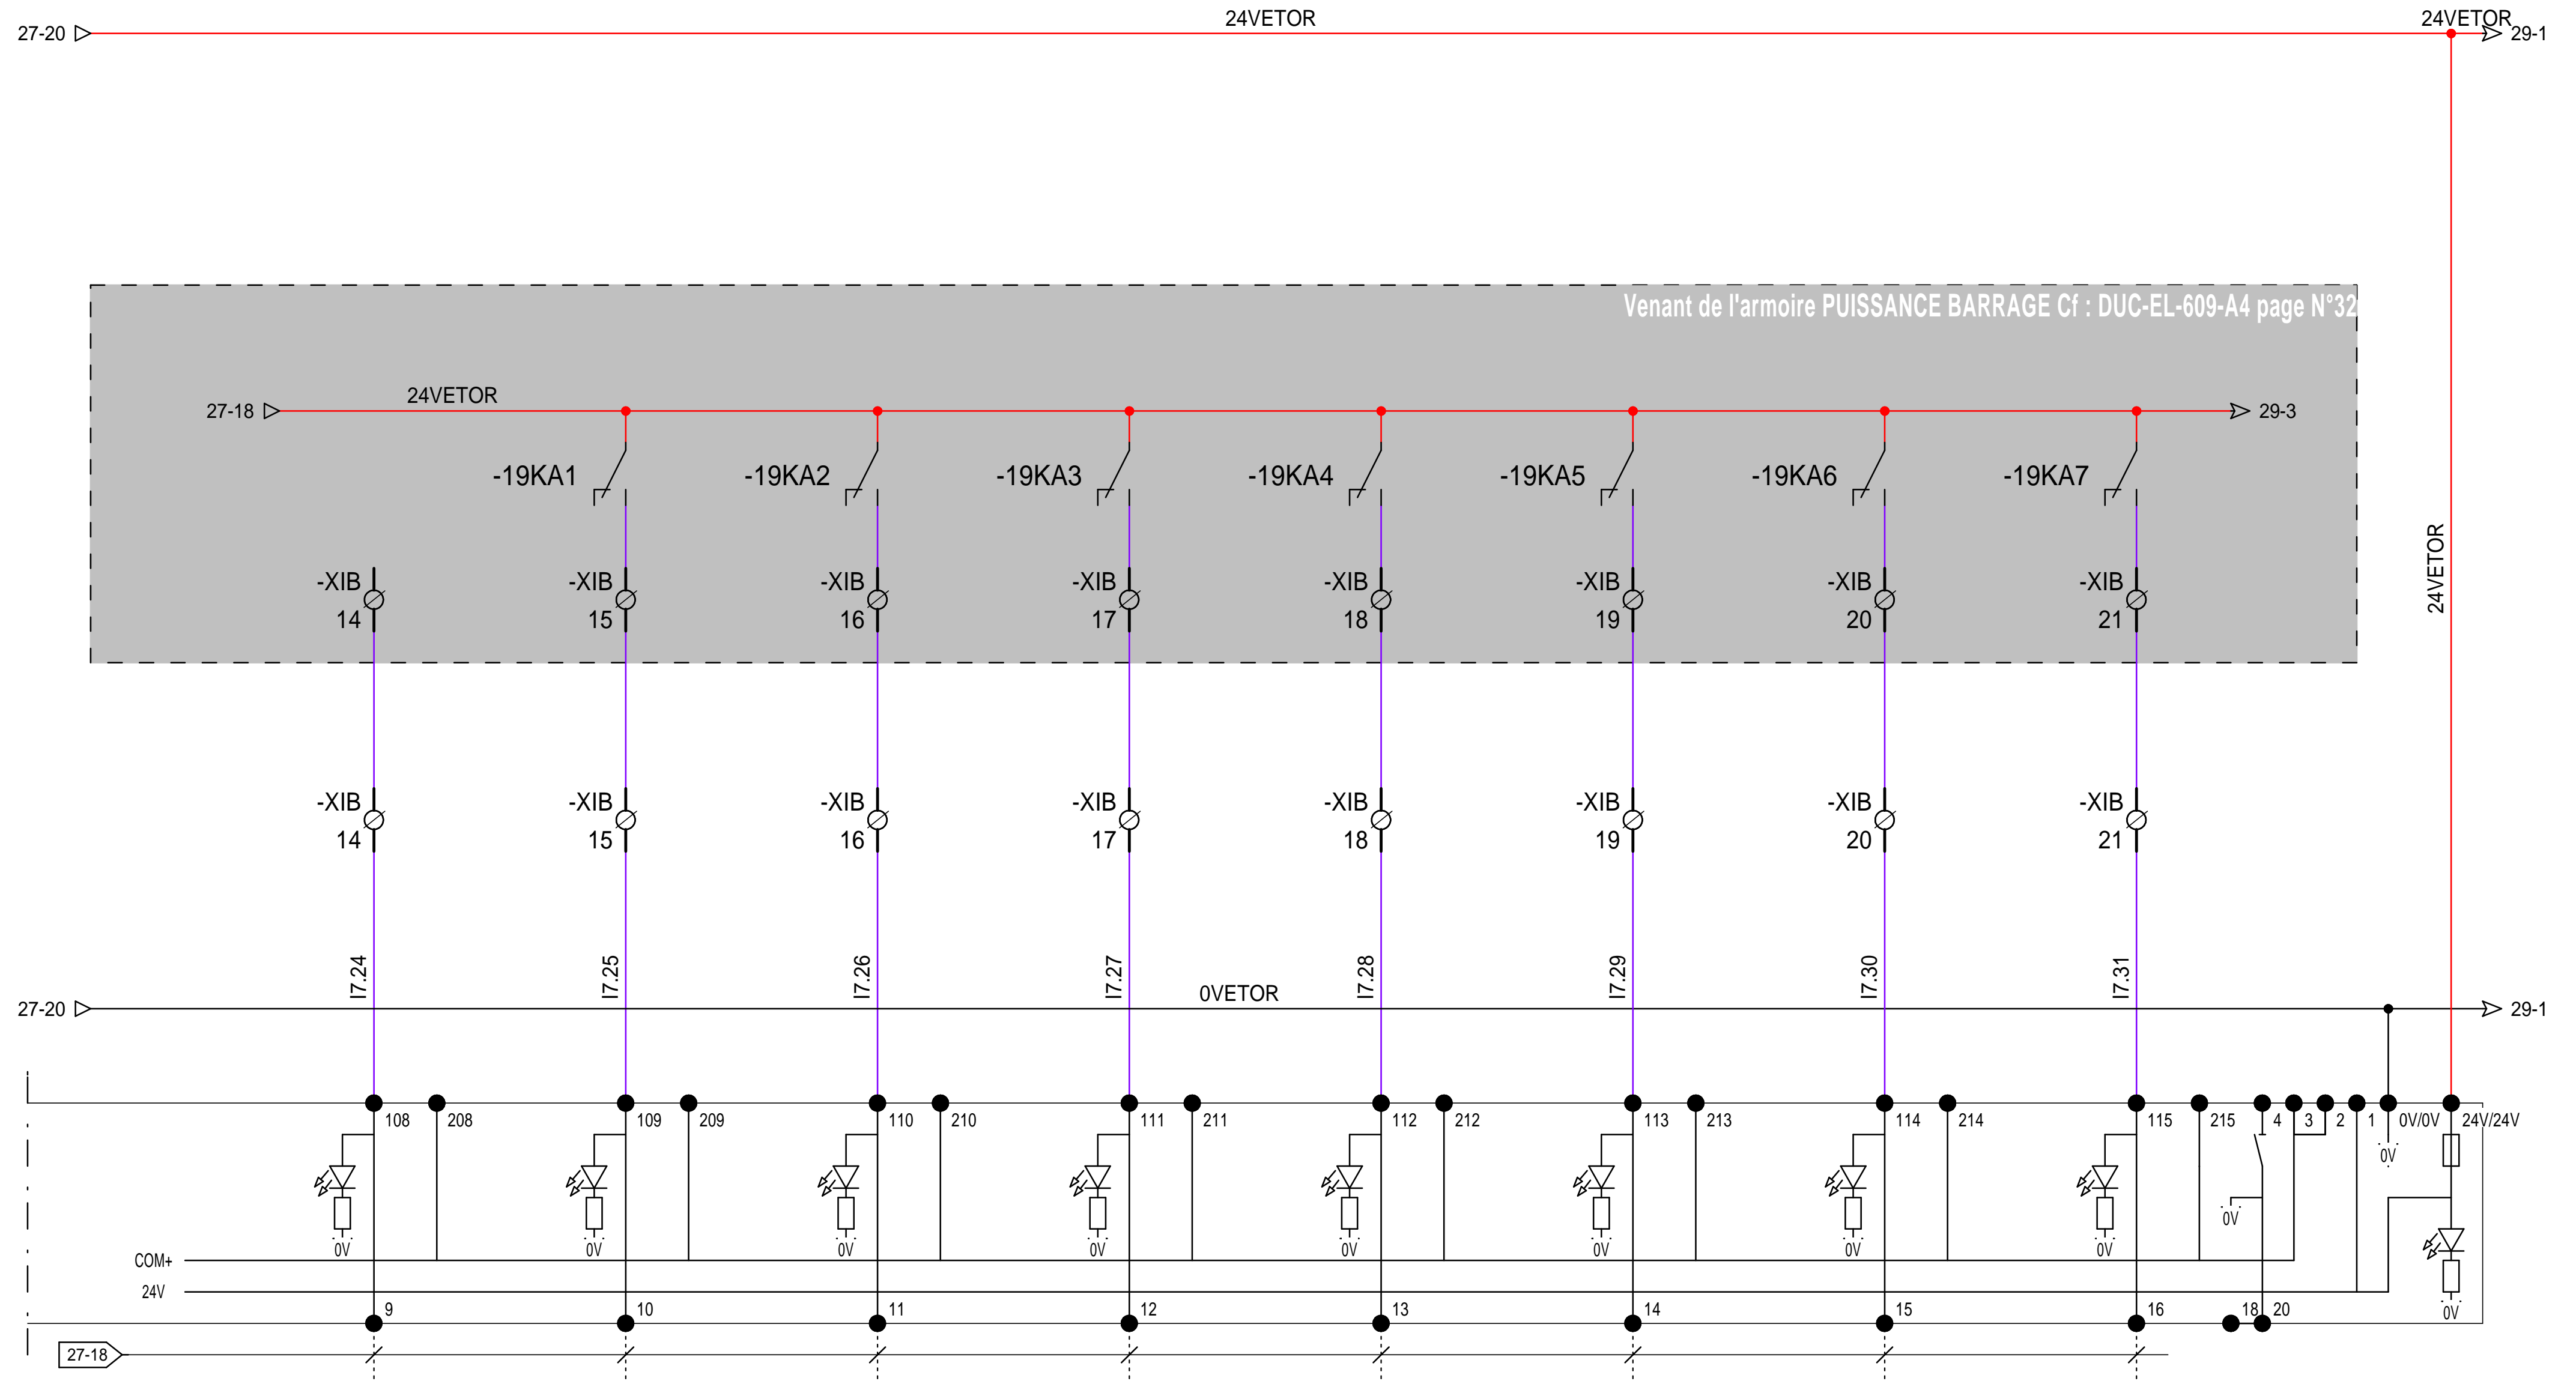 24VETOR 24VETOR
27-20 29-1
Venant de l'armoire PUISSANCE BARRAGE Cf : DUC-EL-609-A4 page N°32
24VETOR
27-18 29-3
-19KA1 -19KA2 -19KA3 -19KA4 -19KA5 -19KA6 -19KA7
24VETOR
-XIB -XIB -XIB -XIB -XIB -XIB -XIB -XIB
14 15 16 17 18 19 20 21
-XIB -XIB -XIB -XIB -XIB -XIB -XIB -XIB
14 15 16 17 18 19 20 21
I7.24 I7.25 I7.26 I7.27 I7.28 I7.29 I7.30 I7.31
0VETOR
27-20 29-1
108 208 109 209 110 210 111 211 112 212 113 213 114 214 115 215 4 3 2 1 0V/0V 24V/24V
0V
0V
0V 0V 0V 0V 0V 0V 0V 0V
COM+
24V
9 10 11 12 13 14 15 16 18 20 0V
27-18